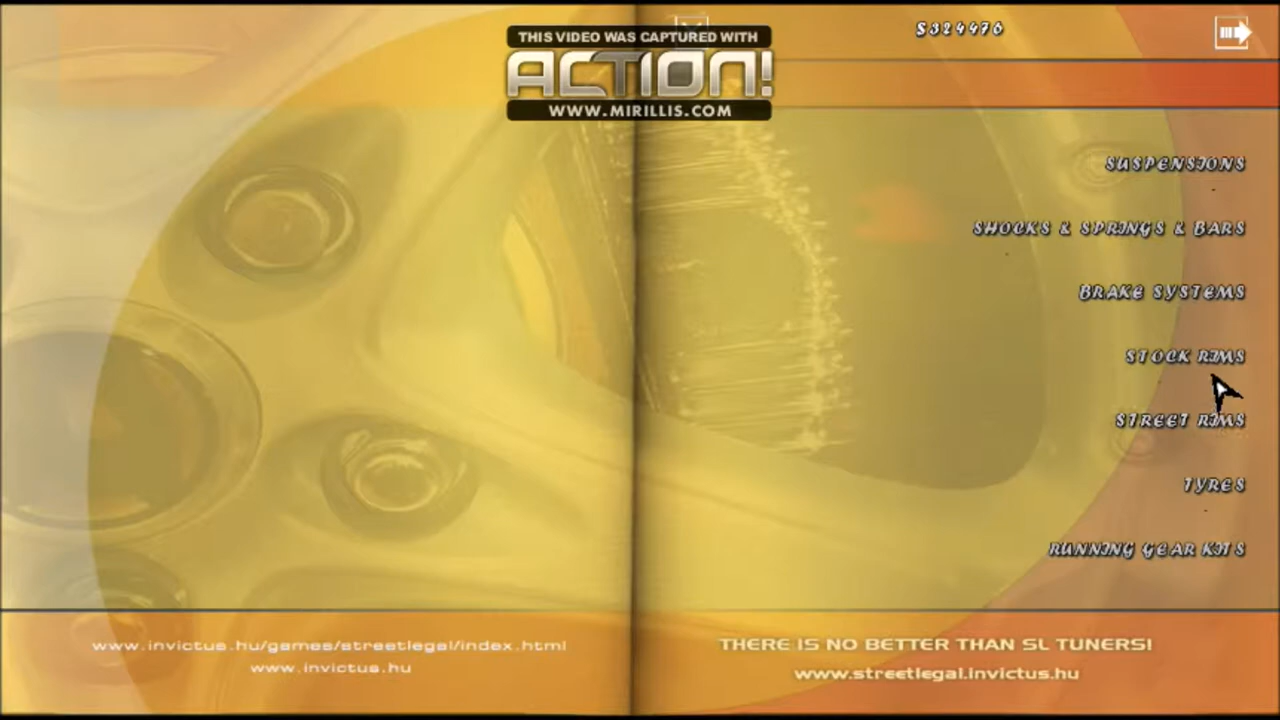 THIS VIDEO WAS CAPTURED WITH
ACTION!
WWW.MIRILLIS.COM
$324476
SUSPENSIONS
SHOCKS & SPRINGS & BARS
BRAKE SYSTEMS
STOCK RIMS
STREET RIMS
TYRES
RUNNING GEAR KITS
www.invictus.hu/games/streetlegal/index.html
www.invictus.hu
THERE IS NO BETTER THAN SL TUNERS!
www.streetlegal.invictus.hu